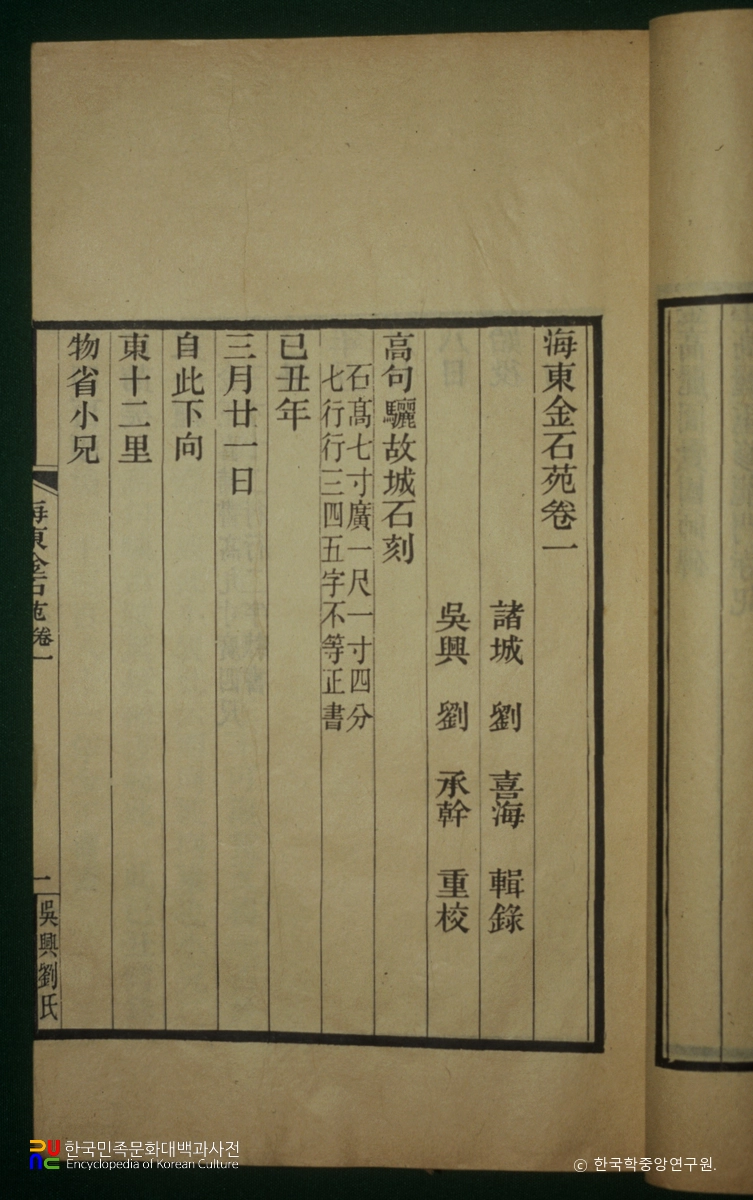 海東金石苑卷一
諸城 劉 喜海 輯錄
吳興 劉 承幹 重校
高句驪故城石刻
石髙七寸廣一尺一寸四分
七行行三四五字不等正書
已丑年
三月廿一日
自此下向
東十二里
物省小兄
海東金石苑卷一
一
吳興劉氏
한국민족문화대백과사전
Encyclopedia of Korean Culture
© 한국학중앙연구원.